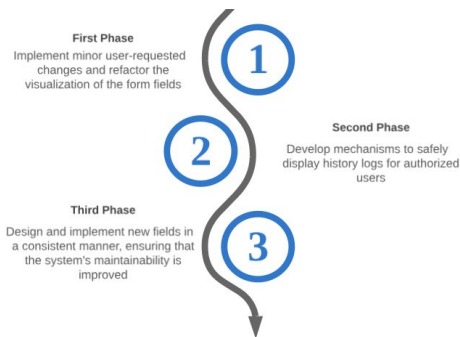 First Phase
Implement minor user-requested
changes and refactor the
visualization of the form fields
1
2
Second Phase
Develop mechanisms to safely
display history logs for authorized
users
Third Phase
Design and implement new fields in
a consistent manner, ensuring that
the system's maintainability is
improved
3